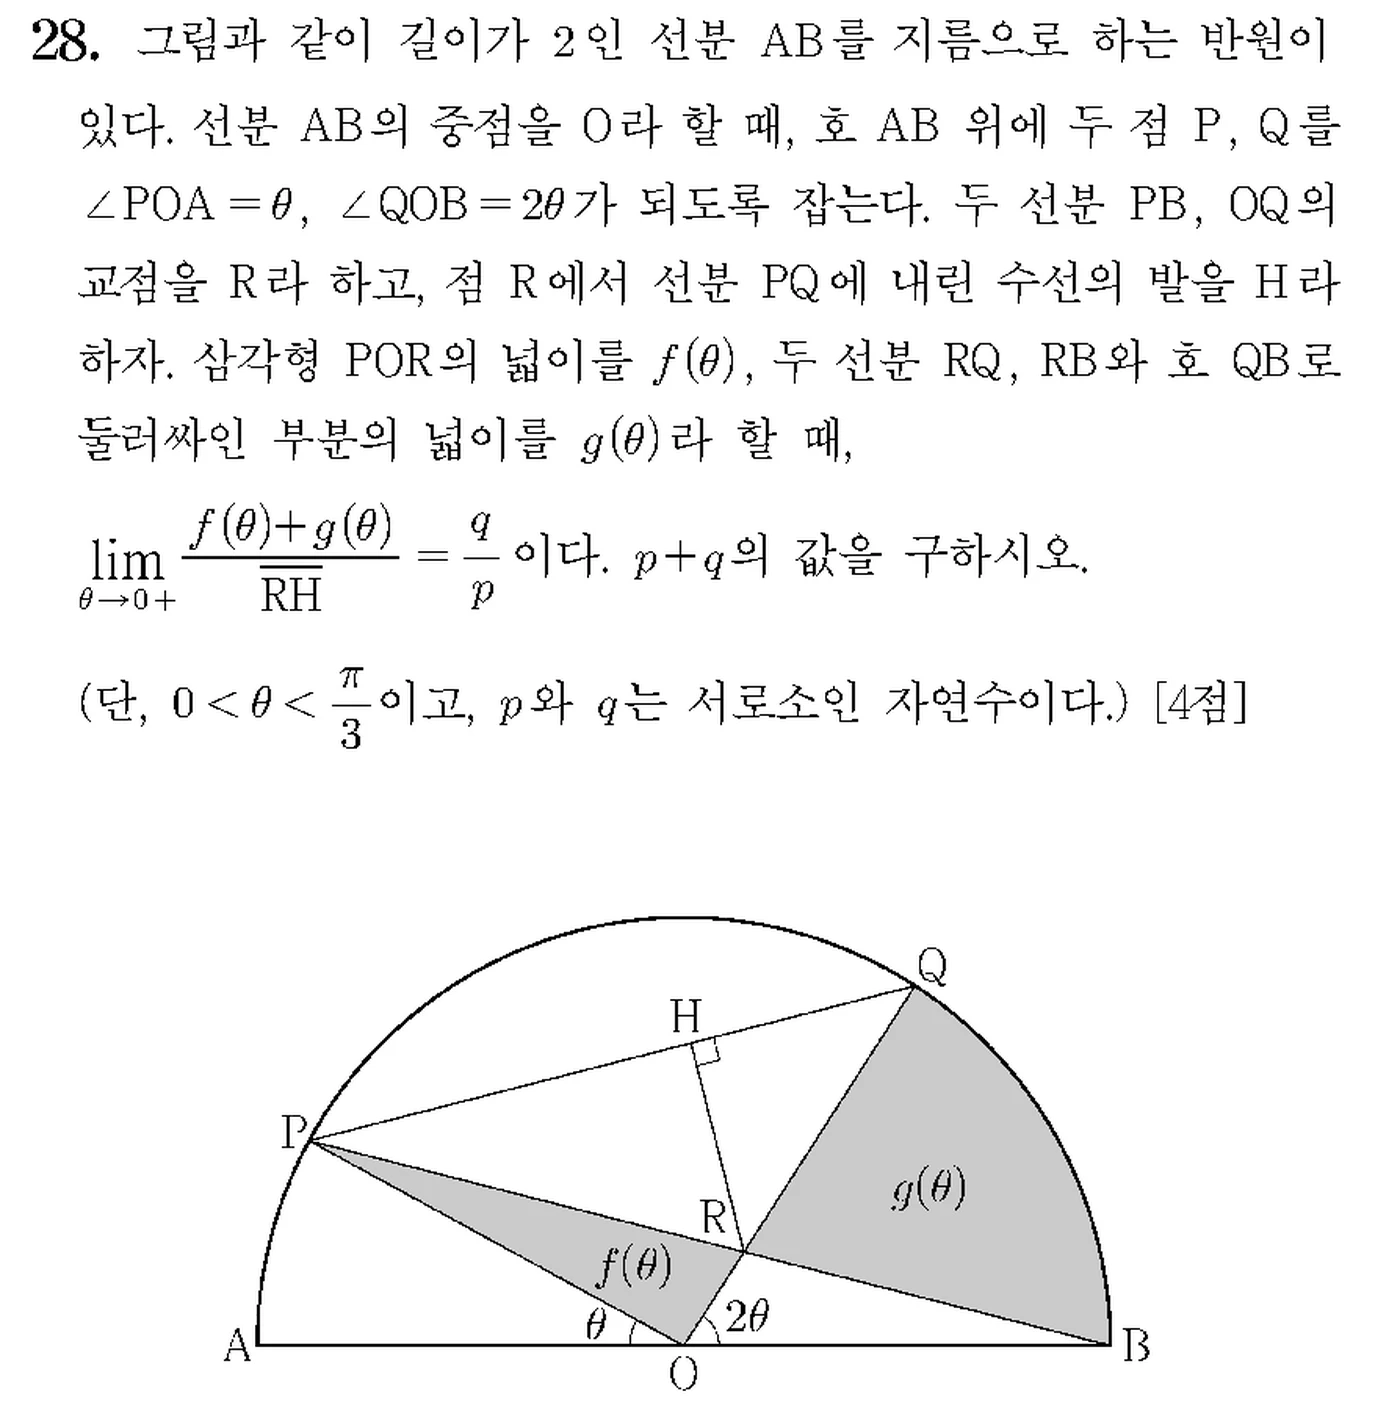 28. 그림과 같이 길이가 2인 선분 AB를 지름으로 하는 반원이
있다. 선분 AB의 중점을 O라 할 때, 호 AB 위에 두 점 P, Q를
∠POA=θ, ∠QOB=2θ가 되도록 잡는다. 두 선분 PB, OQ의
교점을 R라 하고, 점 R에서 선분 PQ에 내린 수선의 발을 H라
하자. 삼각형 POR의 넓이를 f(θ), 두 선분 RQ, RB와 호 QB로
둘러싸인 부분의 넓이를 g(θ)라 할 때,
lim_{θ→0+} \frac{f(θ)+g(θ)}{\overline{RH}} = \frac{q}{p} 이다. p+q의 값을 구하시오.
(단, 0<θ<\frac{π}{3}이고, p와 q는 서로소인 자연수이다.) [4점]
Q
H
P
g(θ)
R
f(θ)
θ
2θ
A
O
B